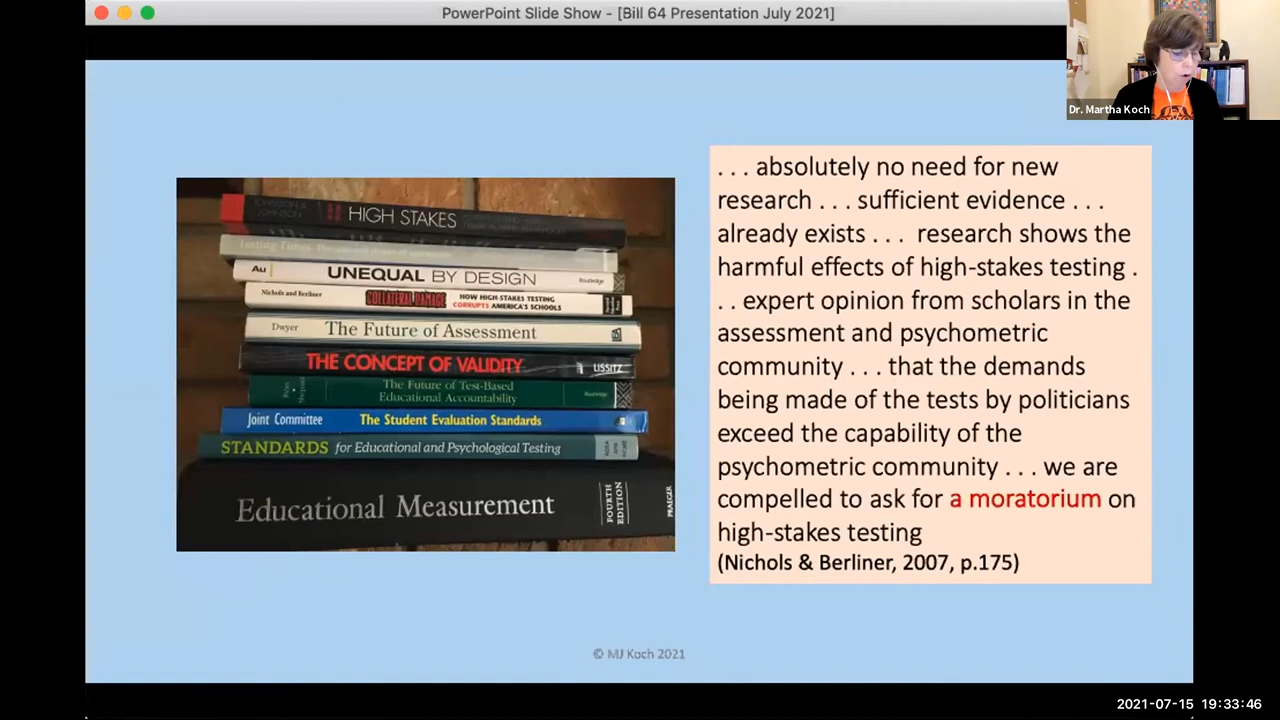 PowerPoint Slide Show - [Bill 64 Presentation July 2021]
Dr. Martha Koch
JOHNSON &
JOHNSON
HIGH STAKES
Testing
Au
UNEQUAL BY DESIGN
Routledge
Nichols and Berliner
COLLATERAL DAMAGE
HOW HIGH-STAKES TESTING
CORRUPTS AMERICA'S SCHOOLS
Dwyer
The Future of Assessment
THE CONCEPT OF VALIDITY
LISSITZ
The Future of Test-Based
Educational Accountability
Routledge
Joint Committee
The Student Evaluation Standards
STANDARDS for Educational and Psychological Testing
Educational Measurement
FOURTH
EDITION
PRAEGER
. . . absolutely no need for new
research . . . sufficient evidence . . .
already exists . . . research shows the
harmful effects of high-stakes testing .
. . expert opinion from scholars in the
assessment and psychometric
community . . . that the demands
being made of the tests by politicians
exceed the capability of the
psychometric community . . . we are
compelled to ask for a moratorium on
high-stakes testing
(Nichols & Berliner, 2007, p.175)
© MJ Koch 2021
2021-07-15 19:33:46